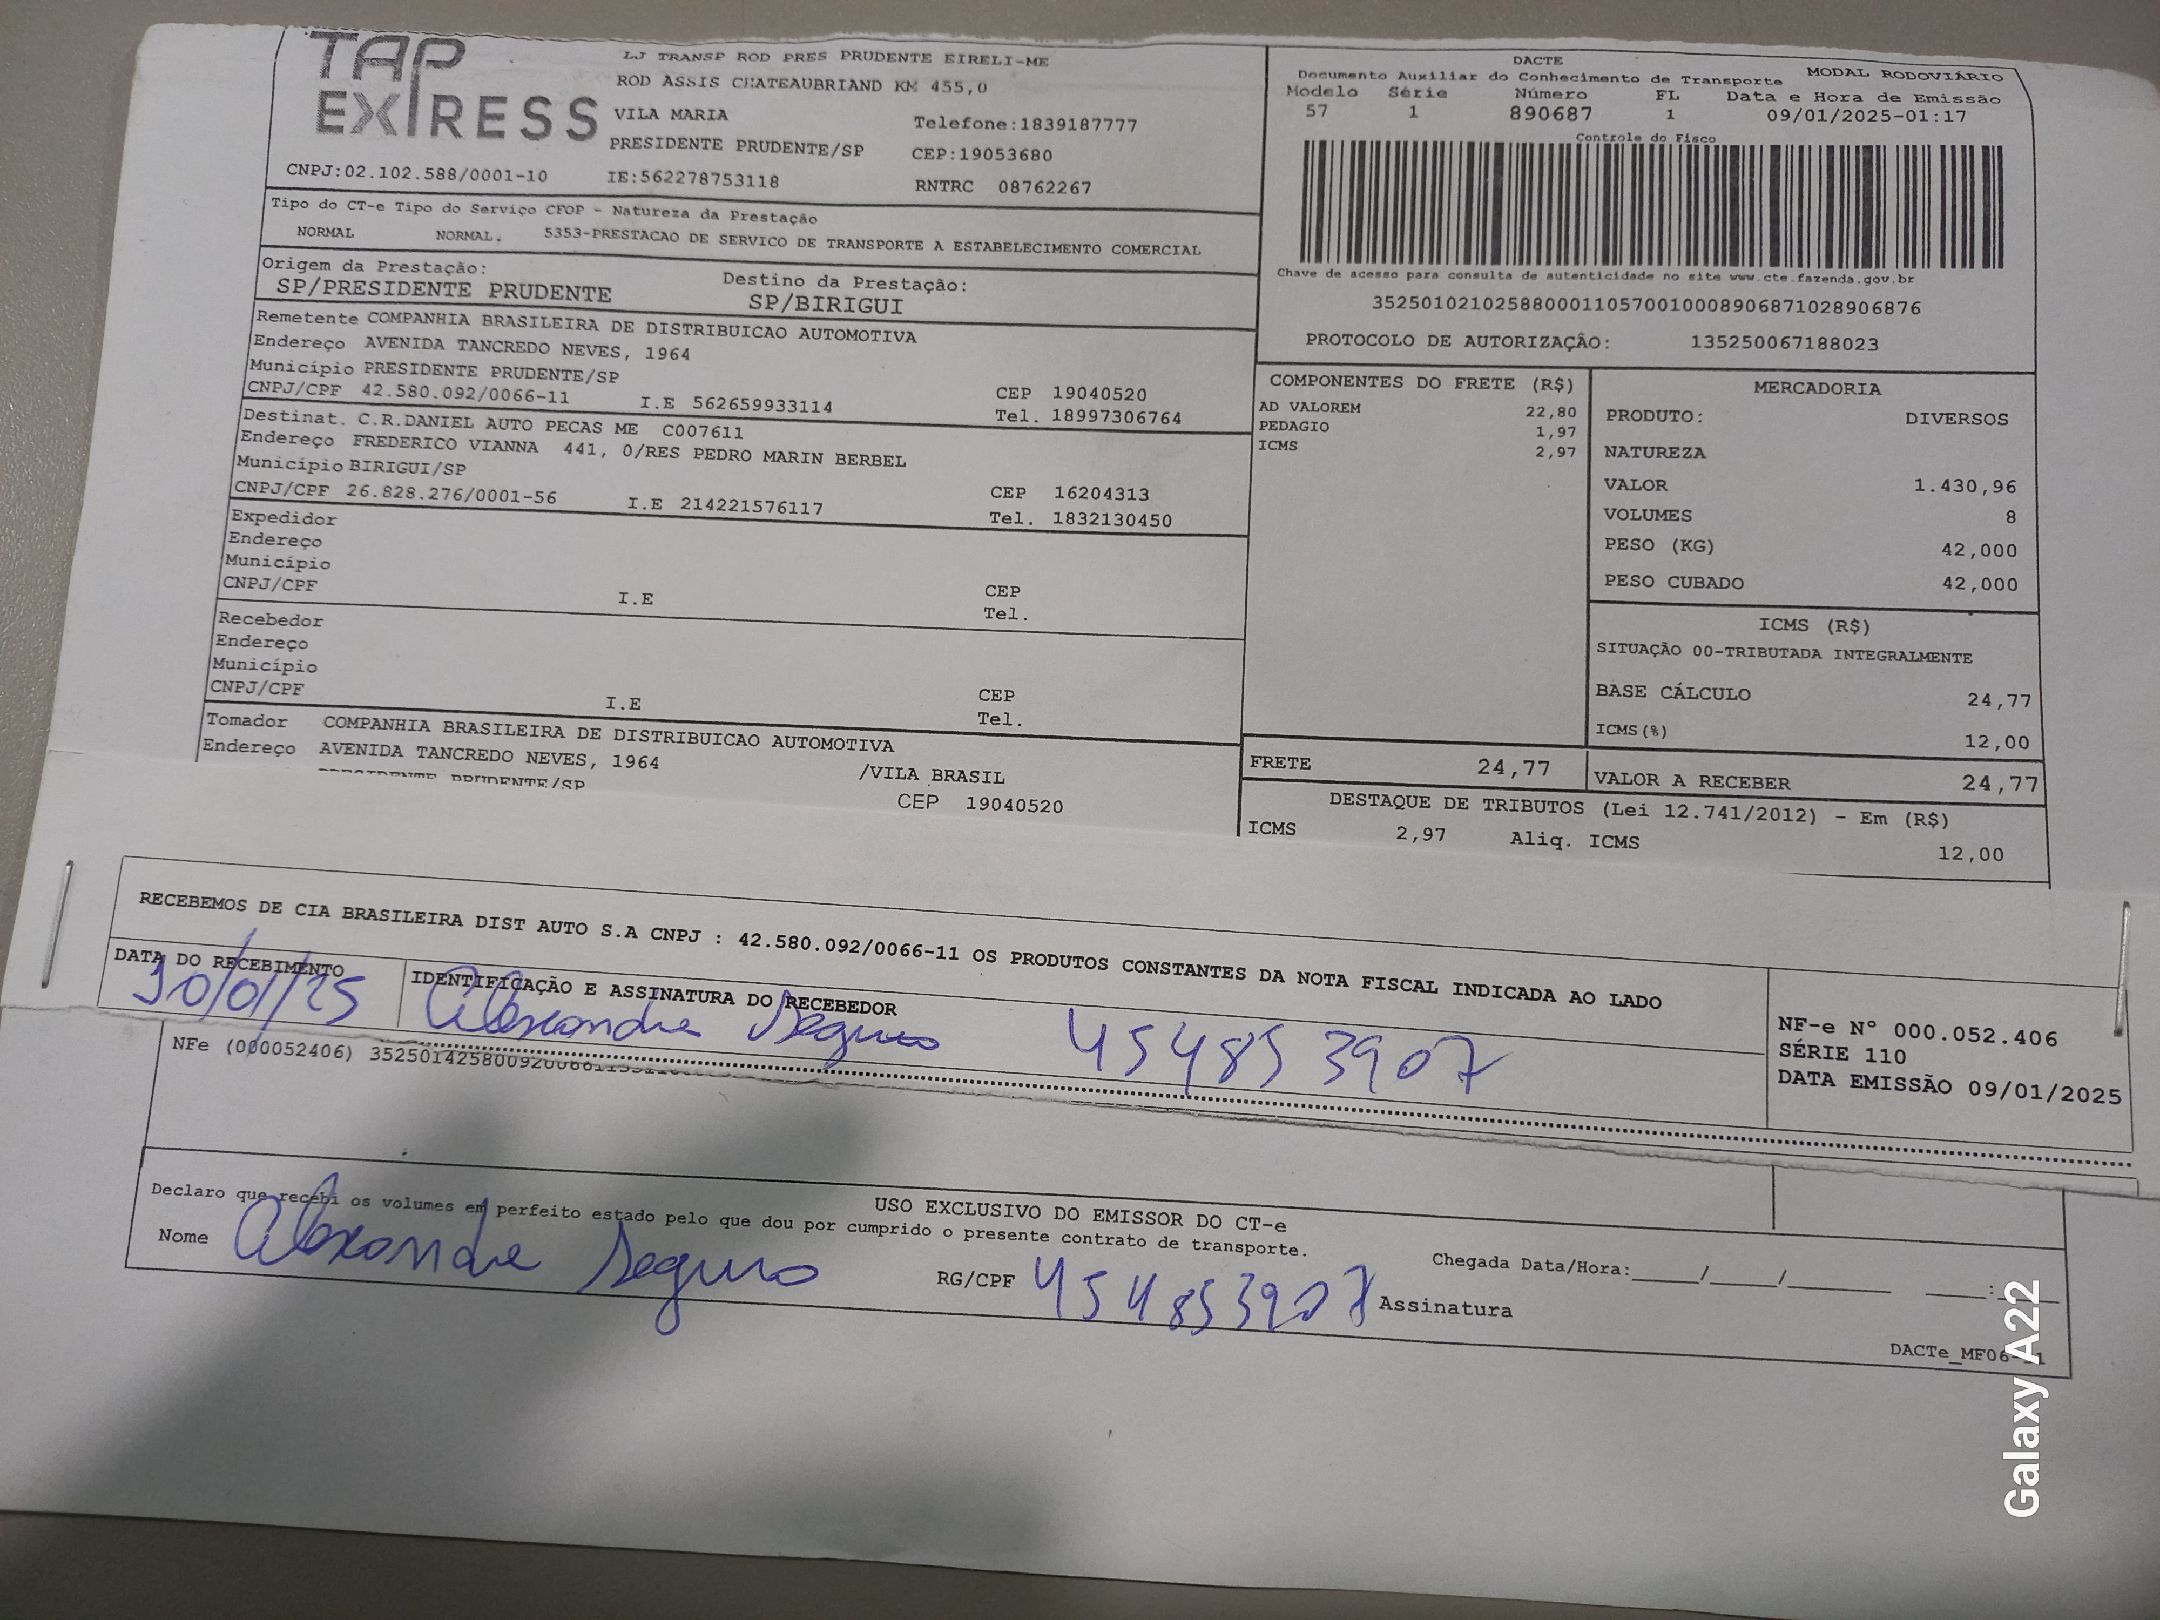 TAP
EXPRESS
LJ TRANSP ROD PRES PRUDENTE EIRELI-ME
ROD ASSIS CHATEAUBRIAND KM 455,0
VILA MARIA
Telefone:1839187777
PRESIDENTE PRUDENTE/SP
CEP:19053680
CNPJ:02.102.588/0001-10
IE:562278753118
RNTRC 08762267
DACTE
Documento Auxiliar do Conhecimento de Transporte
MODAL RODOVIÁRIO
Modelo Série Número FL Data e Hora de Emissão
57 1 890687 1 09/01/2025-01:17
Controle do Fisco
Chave de acesso para consulta de autenticidade no site www.cte.fazenda.gov.br
35250102102588000110570010008906871028906876
PROTOCOLO DE AUTORIZAÇÂO: 135250067188023
Tipo do CT-e Tipo do Serviço CFOP - Natureza da Prestação
NORMAL NORMAL. 5353-PRESTACAO DE SERVICO DE TRANSPORTE A ESTABELECIMENTO COMERCIAL
Origem da Prestação: Destino da Prestação:
SP/PRESIDENTE PRUDENTE SP/BIRIGUI
Remetente COMPANHIA BRASILEIRA DE DISTRIBUICAO AUTOMOTIVA
Endereço AVENIDA TANCREDO NEVES, 1964
Município PRESIDENTE PRUDENTE/SP CEP 19040520
CNPJ/CPF 42.580.092/0066-11 I.E 562659933114 Tel. 18997306764
Destinat. C.R.DANIEL AUTO PECAS ME C007611
Endereço FREDERICO VIANNA 441, 0/RES PEDRO MARIN BERBEL
Município BIRIGUI/SP CEP 16204313
CNPJ/CPF 26.828.276/0001-56 I.E 214221576117 Tel. 1832130450
Expedidor
Endereço
Município CEP
CNPJ/CPF I.E Tel.
Recebedor
Endereço
Município CEP
CNPJ/CPF I.E Tel.
Tomador COMPANHIA BRASILEIRA DE DISTRIBUICAO AUTOMOTIVA
Endereço AVENIDA TANCREDO NEVES, 1964 /VILA BRASIL
PRESIDENTE PRUDENTE/SP CEP 19040520
COMPONENTES DO FRETE (R$)
AD VALOREM 22,80
PEDAGIO 1,97
ICMS 2,97
MERCADORIA
PRODUTO: DIVERSOS
NATUREZA
VALOR 1.430,96
VOLUMES 8
PESO (KG) 42,000
PESO CUBADO 42,000
ICMS (R$)
SITUAÇÃO 00-TRIBUTADA INTEGRALMENTE
BASE CÁLCULO 24,77
ICMS(%) 12,00
FRETE 24,77 VALOR A RECEBER 24,77
DESTAQUE DE TRIBUTOS (Lei 12.741/2012) - Em (R$)
ICMS 2,97 Aliq. ICMS 12,00
RECEBEMOS DE CIA BRASILEIRA DIST AUTO S.A CNPJ : 42.580.092/0066-11 OS PRODUTOS CONSTANTES DA NOTA FISCAL INDICADA AO LADO
DATA DO RECEBIMENTO IDENTIFICAÇÃO E ASSINATURA DO RECEBEDOR
/01/25 Alexandre Seguro 454853907
NF-e N° 000.052.406
SÉRIE 110
DATA EMISSÃO 09/01/2025
NFe (000052406)
USO EXCLUSIVO DO EMISSOR DO CT-e
Declaro que recebi os volumes em perfeito estado pelo que dou por cumprido o presente contrato de transporte.
Nome Alexandre Seguro RG/CPF 454853907 Assinatura
Chegada Data/Hora:_____/_____/_______ ____:____
DACTe_MF06-
Galaxy A22